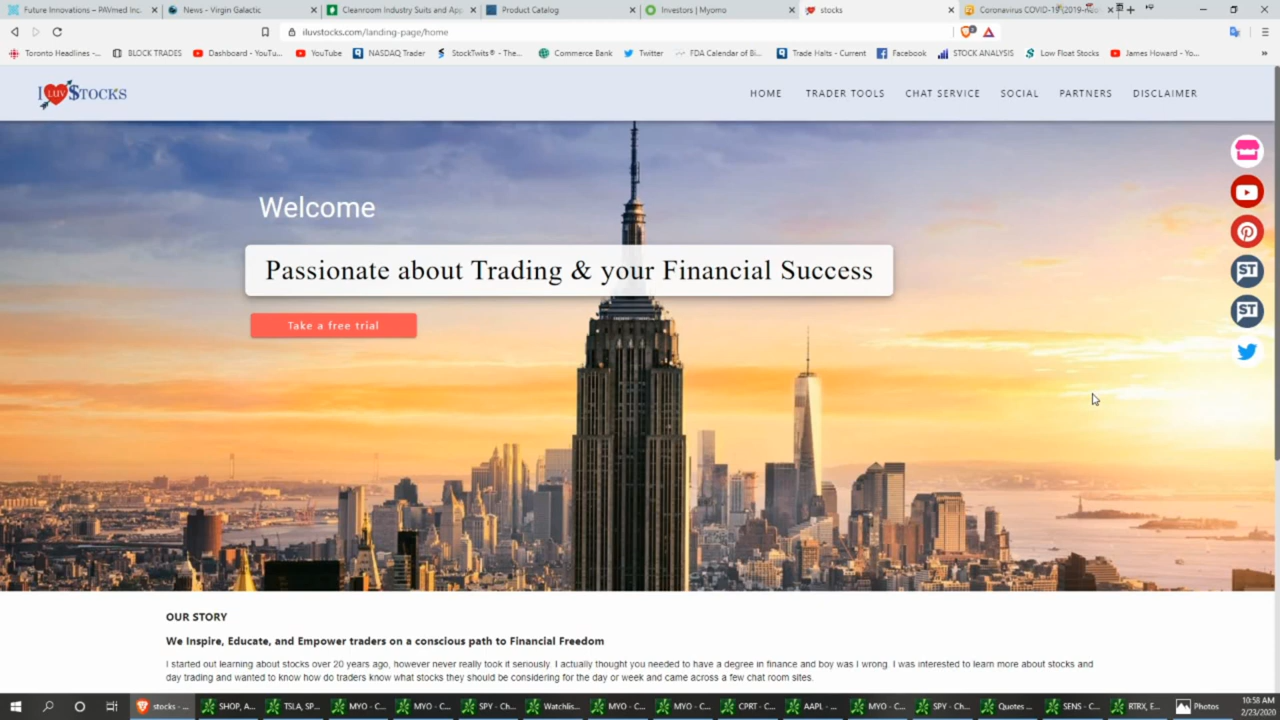 Future Innovations – PAVmed Inc.
News - Virgin Galactic
Cleanroom Industry Suits and App
Product Catalog
Investors | Myomo
stocks
Coronavirus COVID-19 (2019-nCo
iluvstocks.com/landing-page/home
Toronto Headlines -...
BLOCK TRADES
Dashboard - YouTu...
YouTube
NASDAQ Trader
StockTwits® - The...
Commerce Bank
Twitter
FDA Calendar of Bi...
Trade Halts - Current
Facebook
STOCK ANALYSIS
Low Float Stocks
James Howard - Yo...
I LUV $TOCKS
HOME
TRADER TOOLS
CHAT SERVICE
SOCIAL
PARTNERS
DISCLAIMER
Welcome
Passionate about Trading & your Financial Success
Take a free trial
ST
ST
OUR STORY
We Inspire, Educate, and Empower traders on a conscious path to Financial Freedom
I started out learning about stocks over 20 years ago, however never really took it seriously. I actually thought you needed to have a degree in finance and boy was I wrong. I was interested to learn more about stocks and
day trading and wanted to know how do traders know what stocks they should be considering for the day or week and came across a few chat room sites.
stocks - ...
SHOP, A...
TSLA, SP...
MYO - C...
MYO - C...
SPY - Ch...
Watchlis...
MYO - C...
MYO - C...
CPRT - C...
AAPL - ...
MYO - C...
SPY - Ch...
Quotes ...
SENS - C...
RTRX, E...
Photos
10:58 AM
2/23/2020